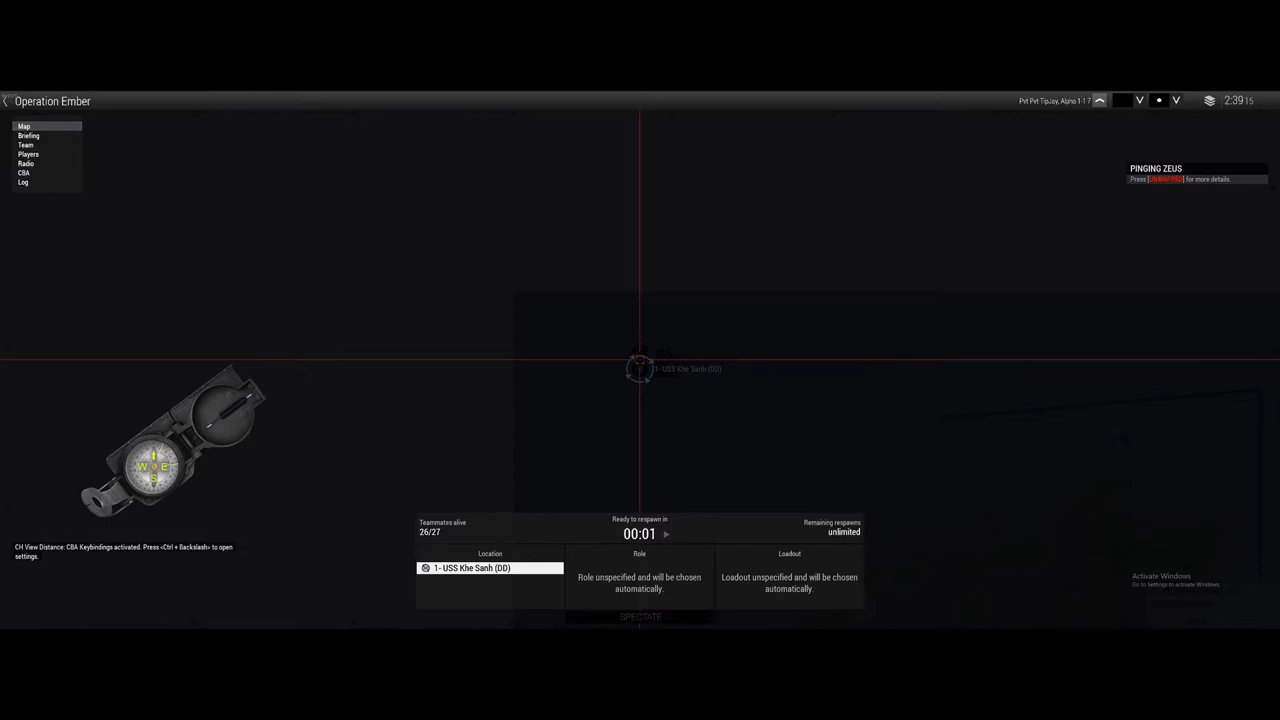 Operation Ember
Pvt Pvt TipJay, Alpha 1-1 7
2:39 15
Map
Briefing
Team
Players
Radio
CBA
Log
PINGING ZEUS
Press [UNMAPPED] for more details.
1- USS Khe Sanh (DD)
W E
S
CH View Distance: CBA Keybindings activated. Press <Ctrl + Backslash> to open
settings.
Teammates alive
26/27
Ready to respawn in
00:01
Remaining respawns
unlimited
Location
1- USS Khe Sanh (DD)
Role
Role unspecified and will be chosen
automatically.
Loadout
Loadout unspecified and will be chosen
automatically.
SPECTATE
Activate Windows
Go to Settings to activate Windows.